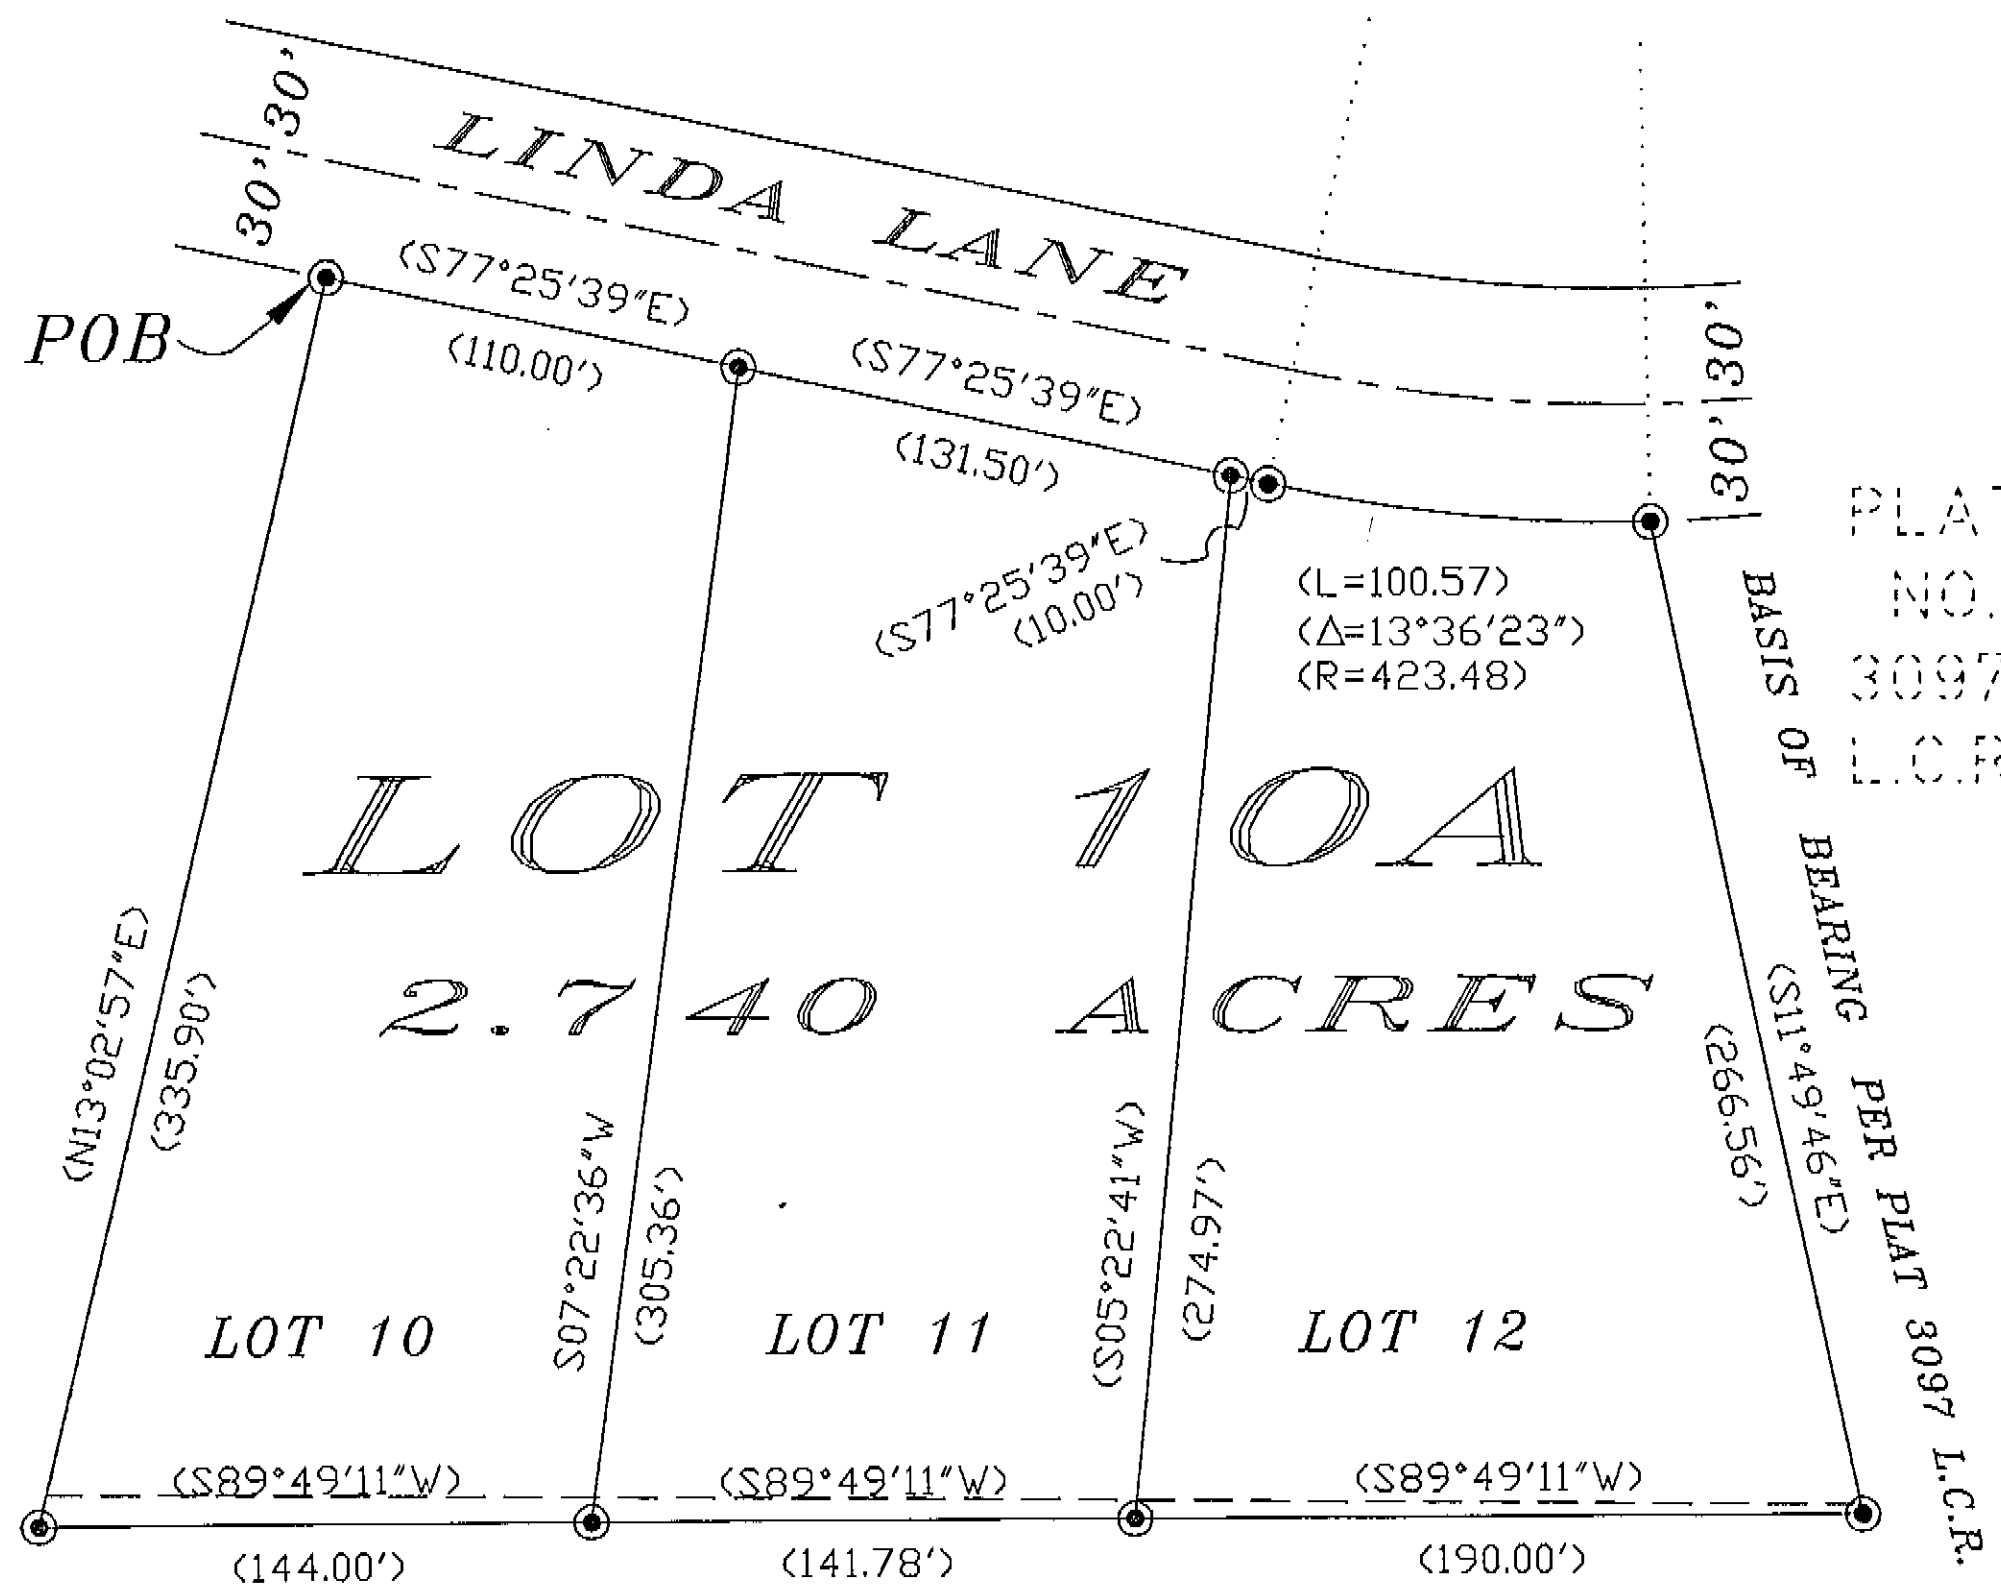 30'
30'
LINDA LANE
POB
(S77°25'39"E)
(110.00')
(S77°25'39"E)
(131.50')
(S77°25'39"E)
(10.00')
30'
30'
(L=100.57)
(Δ=13°36'23")
(R=423.48)
PLAT
NO.
3097
L.C.R
BASIS OF BEARING PER PLAT 3097 L.C.R.
LOT 10A
2.740 ACRES
(N13°02'57"E)
(335.90')
S07°22'36"W
(305.36')
(S05°22'41"W)
(274.97')
(S11°49'46"E)
(266.56')
LOT 10
LOT 11
LOT 12
(S89°49'11"W)
(S89°49'11"W)
(S89°49'11"W)
(144.00')
(141.78')
(190.00')